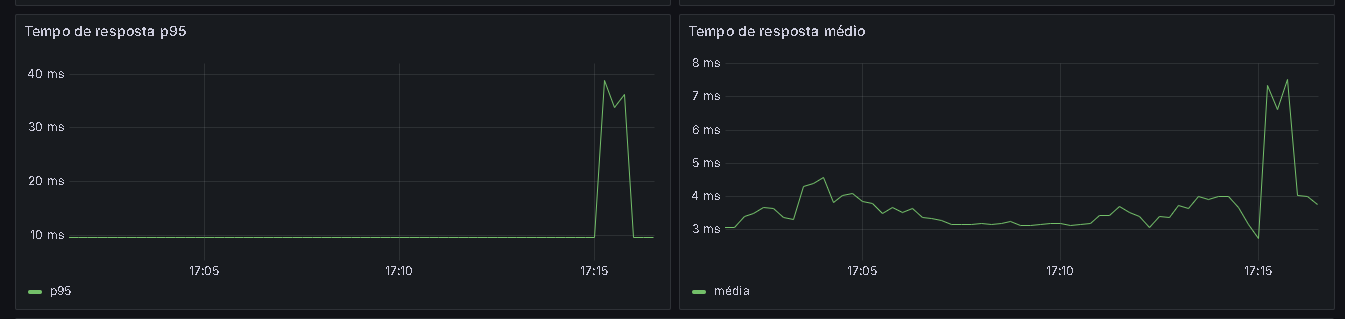 Tempo de resposta p95
40 ms
30 ms
20 ms
10 ms
17:05 17:10 17:15
p95
Tempo de resposta médio
8 ms
7 ms
6 ms
5 ms
4 ms
3 ms
17:05 17:10 17:15
média